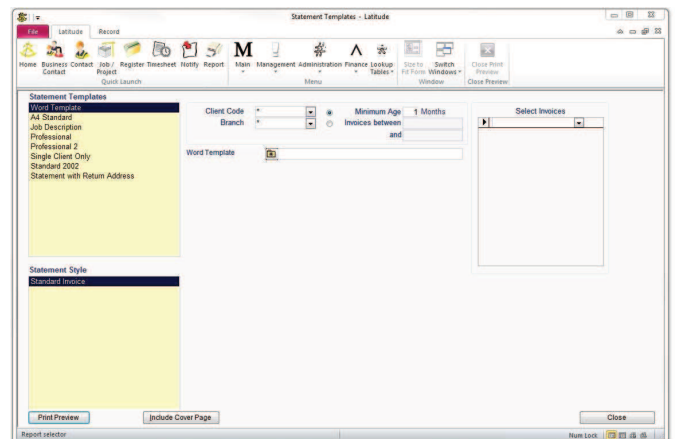 Statement Templates - Latitude
File Latitude Record
Home Business Contact Contact Job / Project Register Timesheet Notify Report Main Management Administration Finance Lookup Tables Size to Fit Form Switch Windows Close Print Preview
Quick Launch Menu Window Close Preview
Statement Templates
Word Template
A4 Standard
Job Description
Professional
Professional 2
Single Client Only
Standard 2002
Statement with Return Address
Client Code * Minimum Age 1 Months
Branch * Invoices between
and
Word Template
Select Invoices
Statement Style
Standard Invoice
Print Preview Include Cover Page Close
Report selector Num Lock